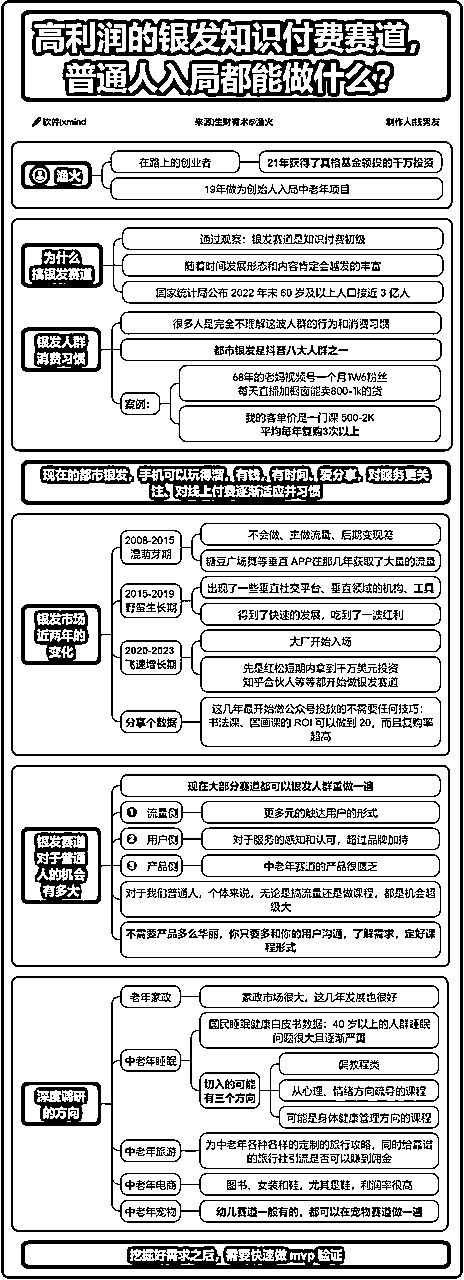 高利润的银发知识付费赛道，
普通人入局都能做什么？
软件|xmind
来源|生财有术@渔火
制作人|线男友
渔火
在路上的创业者
21年获得了真格基金领投的千万投资
19年做为创始人入局中老年项目
为什么
搞银发赛道
通过观察：银发赛道是知识付费初级
随着时间发展形态和内容肯定会越发的丰富
国家统计局公布 2022 年末 60 岁及以上人口接近 3 亿人
银发人群
消费习惯
很多人是完全不理解这波人群的行为和消费习惯
都市银发是抖音八大人群之一
案例：
68年的老妈视频号一个月1W6粉丝
每天直播加橱窗能卖800-1k的货
我的客单价是一门课 500-2K
平均每年复购3次以上
现在的都市银发，手机可以玩得溜，有钱，有时间，爱分享，对服务更关
注、对线上付费逐渐适应并习惯
银发市场
近两年的
变化
2008-2015
混萌芽期
不会做、主做流量、后期变现差
糖豆广场舞等垂直 APP在那几年获取了大量的流量
2015-2019
野蛮生长期
出现了一些垂直社交平台、垂直领域的机构、工具
得到了快速的发展，吃到了一波红利
2020-2023
飞速增长期
大厂开始入场
先是红松短期内拿到千万美元投资
知乎合伙人等等都开始做银发赛道
分享个数据
这几年最开始做公众号投放的不需要任何技巧：
书法课、国画课的 ROI 可以做到 20，而且复购率
超高
银发赛道
对于普通
人的机会
有多大
现在大部分赛道都可以银发人群重做一遍
1 流量侧
更多元的触达用户的形式
2 用户侧
对于服务的感知和认可，超过品牌加持
3 产品侧
中老年赛道的产品很匮乏
对于我们普通人，个体来说，无论是搞流量还是做课程，都是机会超
级大
不需要产品多么华丽，你只要多和你的用户沟通，了解需求，定好课
程形式
深度调研
的方向
老年家政
家政市场很大，这几年发展也很好
中老年睡眠
国民睡眠健康白皮书数据：40 岁以上的人群睡眠
问题很大且逐渐严重
切入的可能
有三个方向
偏教程类
从心理、情绪方向疏导的课程
可能是身体健康管理方向的课程
中老年旅游
为中老年各种各样的定制的旅行攻略，同时给靠谱
的旅行社引流是否可以赚到佣金
中老年电商
图书、女装和鞋，尤其是鞋，利润率很高
中老年宠物
幼儿赛道一般有的，都可以在宠物赛道做一遍
挖掘好需求之后，需要快速做 mvp 验证